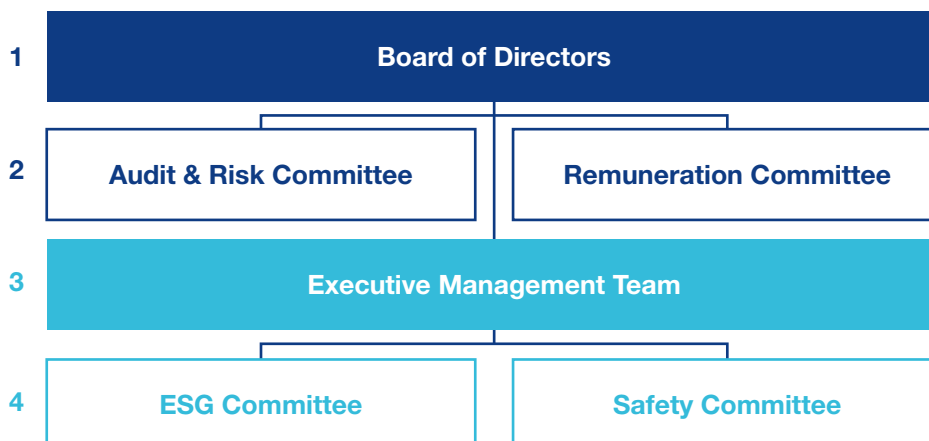 1
Board of Directors
2
Audit & Risk Committee
Remuneration Committee
3
Executive Management Team
4
ESG Committee
Safety Committee